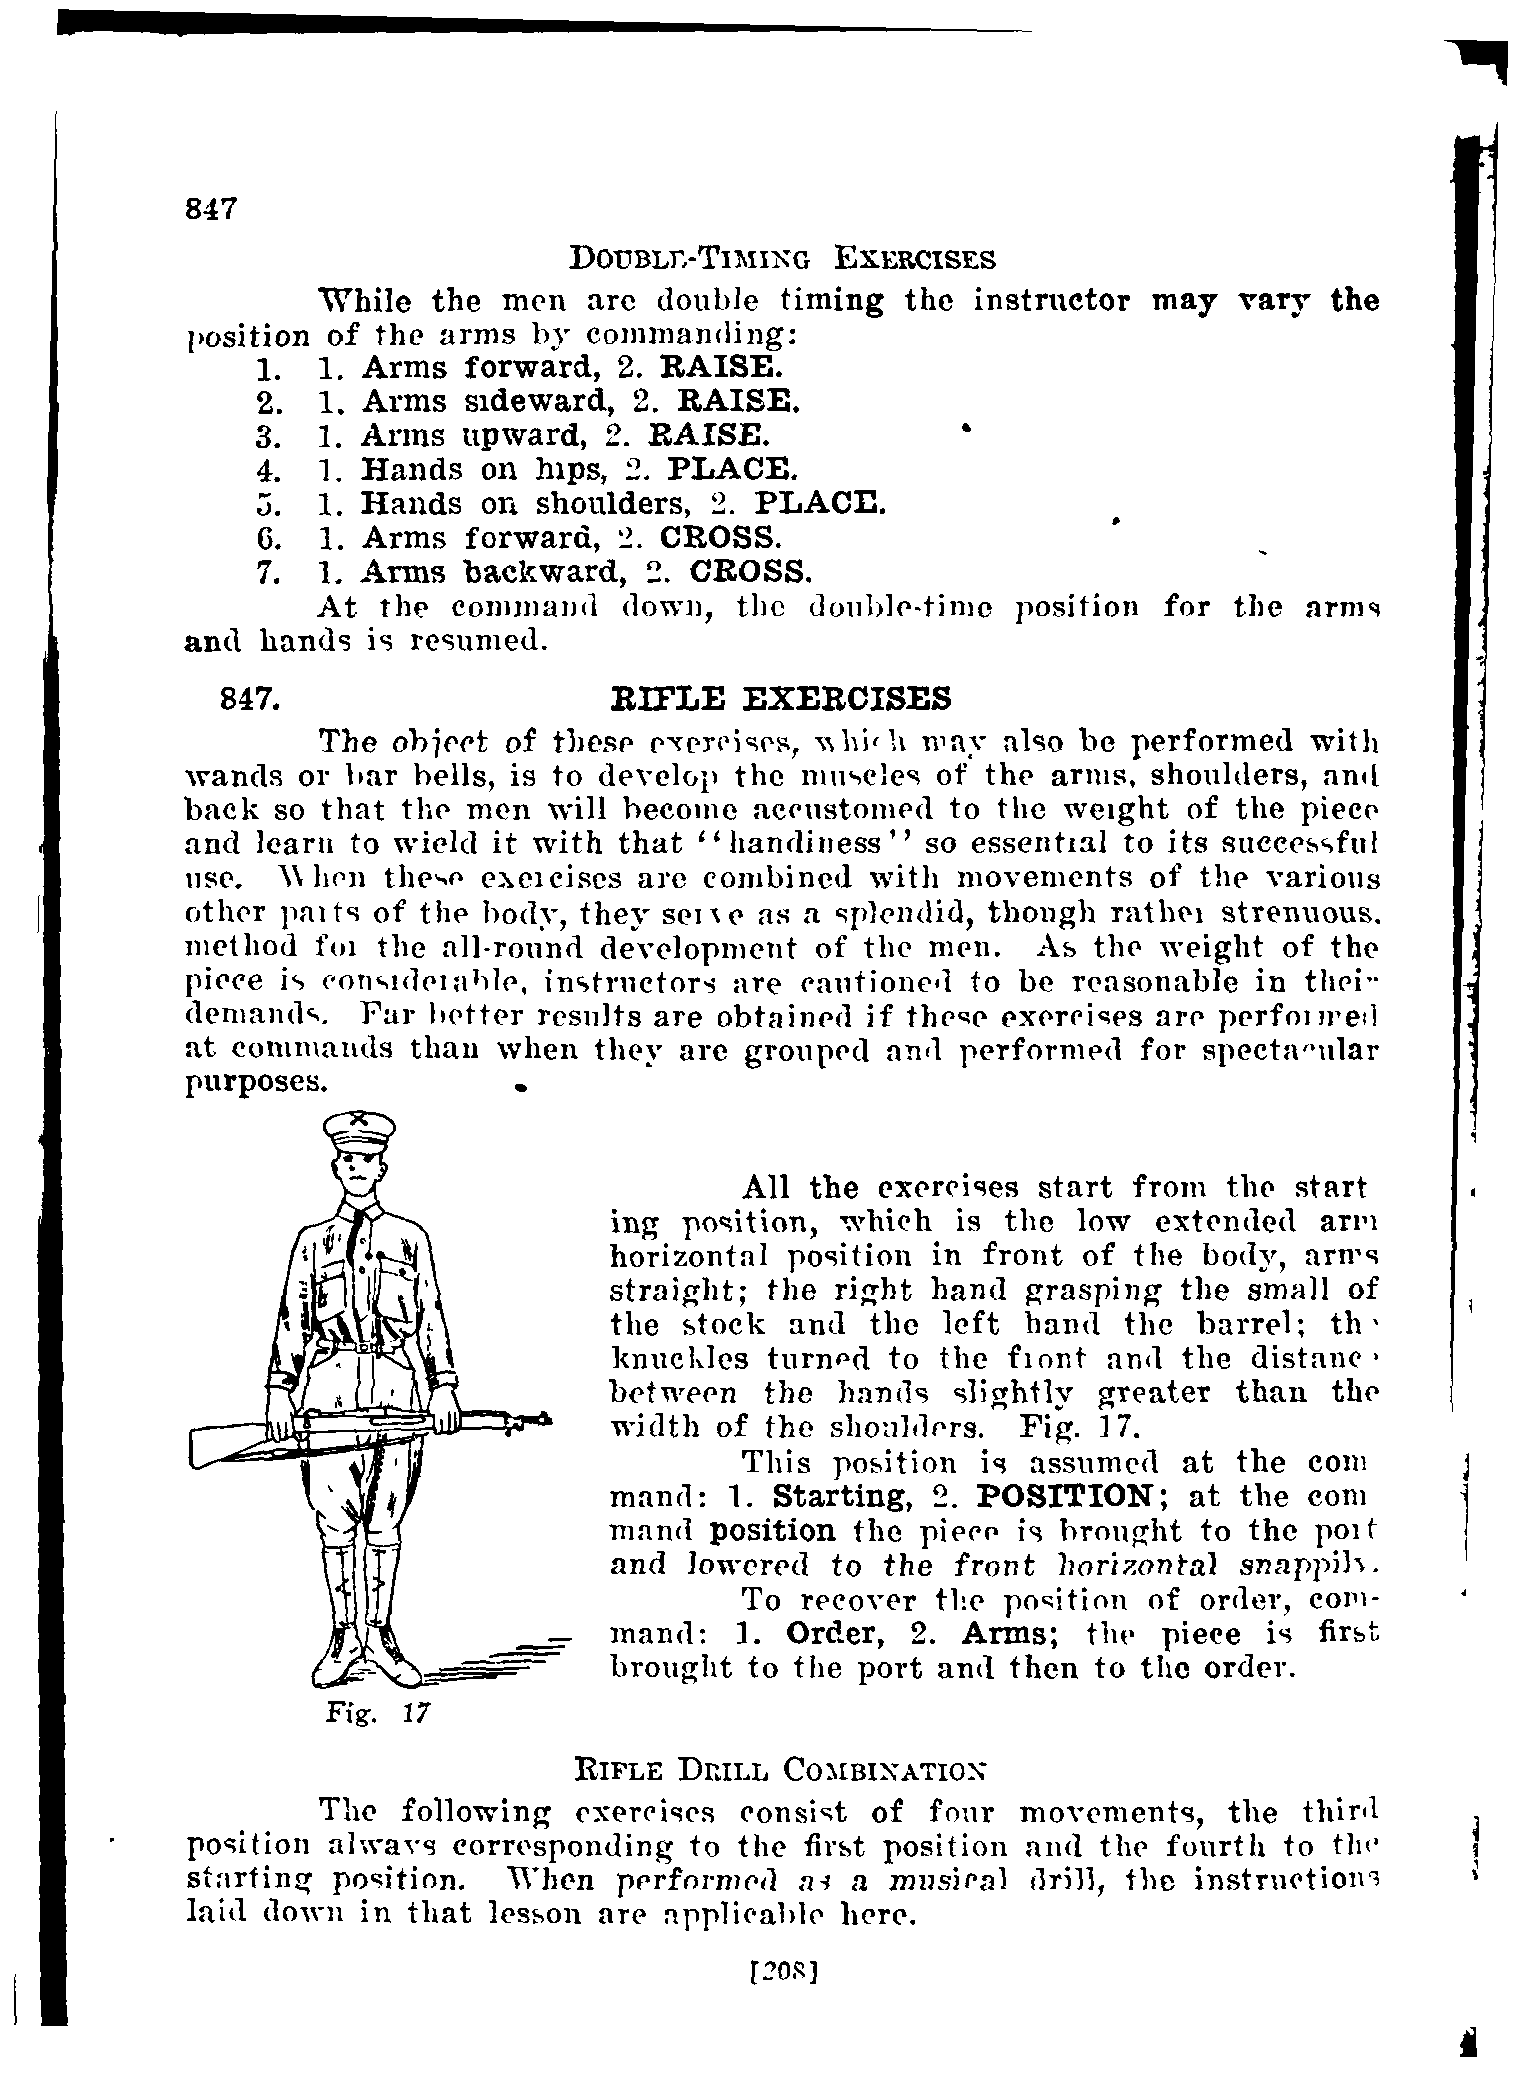 847
DOUBLE-TIMING EXERCISES
While the men are double timing the instructor may vary the
position of the arms by commanding:
1. 1. Arms forward, 2. RAISE.
2. 1. Arms sideward, 2. RAISE.
3. 1. Arms upward, 2. RAISE.
4. 1. Hands on hips, 2. PLACE.
5. 1. Hands on shoulders, 2. PLACE.
6. 1. Arms forward, 2. CROSS.
7. 1. Arms backward, 2. CROSS.
At the command down, the double-time position for the arms
and hands is resumed.
847. RIFLE EXERCISES
The object of these exercises, which may also be performed with
wands or bar bells, is to develop the muscles of the arms, shoulders, and
back so that the men will become accustomed to the weight of the piece
and learn to wield it with that "handiness" so essential to its successful
use. When these exercises are combined with movements of the various
other parts of the body, they serve as a splendid, though rather strenuous.
method for the all-round development of the men. As the weight of the
piece is considerable, instructors are cautioned to be reasonable in their
demands. Far better results are obtained if these exercises are performed
at commands than when they are grouped and performed for spectacular
purposes.
All the exercises start from the start
ing position, which is the low extended arm
horizontal position in front of the body, arms
straight; the right hand grasping the small of
the stock and the left hand the barrel; the
knuckles turned to the front and the distance
between the hands slightly greater than the
width of the shoulders. Fig. 17.
This position is assumed at the com
mand: 1. Starting, 2. POSITION; at the com
mand position the piece is brought to the port
and lowered to the front horizontal snappily.
To recover the position of order, com-
mand: 1. Order, 2. Arms; the piece is first
brought to the port and then to the order.
Fig. 17
RIFLE DRILL COMBINATION
The following exercises consist of four movements, the third
position always corresponding to the first position and the fourth to the
starting position. When performed as a musical drill, the instructions
laid down in that lesson are applicable here.
[208]